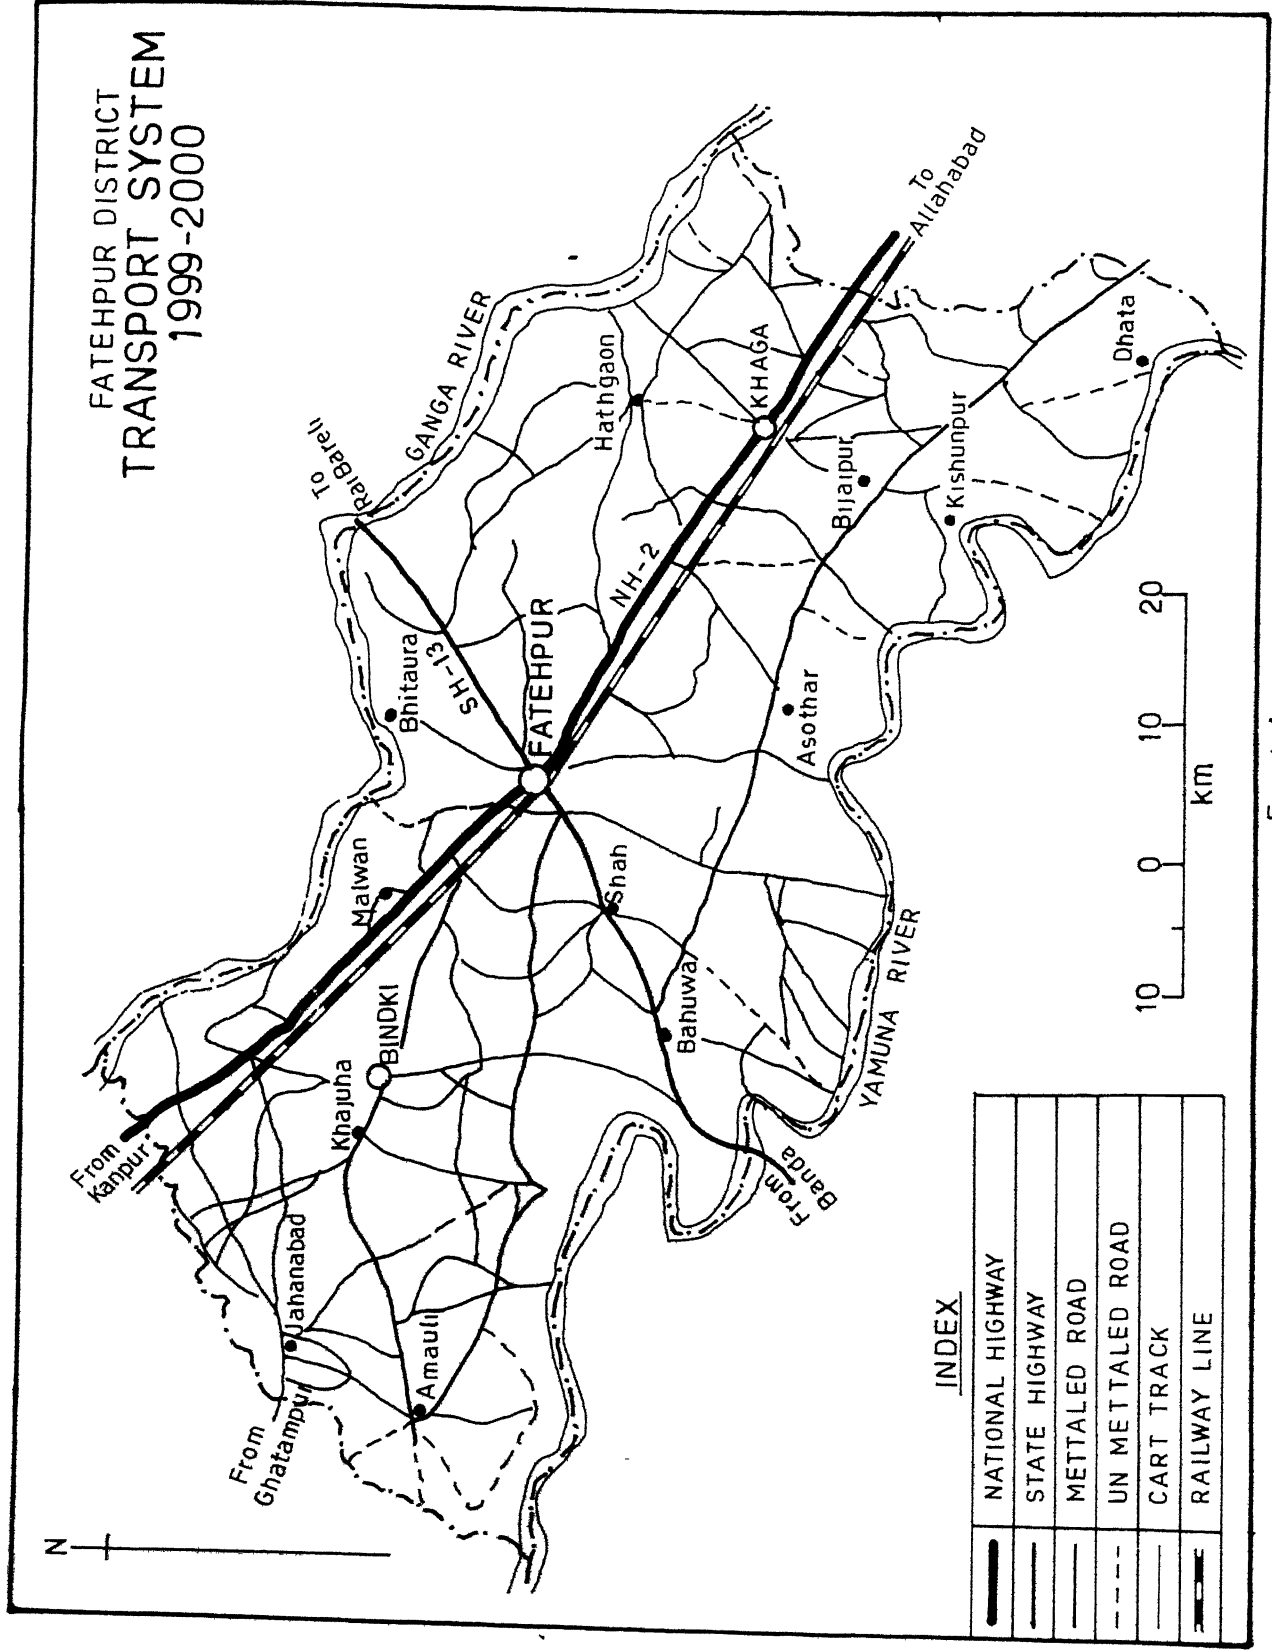 FATEHPUR DISTRICT
TRANSPORT SYSTEM
1999-2000
N
From
Kanpur
To
RaiBareli
GANGA RIVER
Malwan
Bhitaura
SH-13
Khajuha
BINDKI
FATEHPUR
Hathgaon
NH-2
KHAGA
To
Allahabad
From
Ghatampur
Jahanabad
Amauli
Shah
Bahuwa
Asothar
Bijaipur
Kishunpur
Dhata
From
Banda
YAMUNA RIVER
INDEX
NATIONAL HIGHWAY
STATE HIGHWAY
METTALED ROAD
UN METTALED ROAD
CART TRACK
RAILWAY LINE
10 0 10 20
km